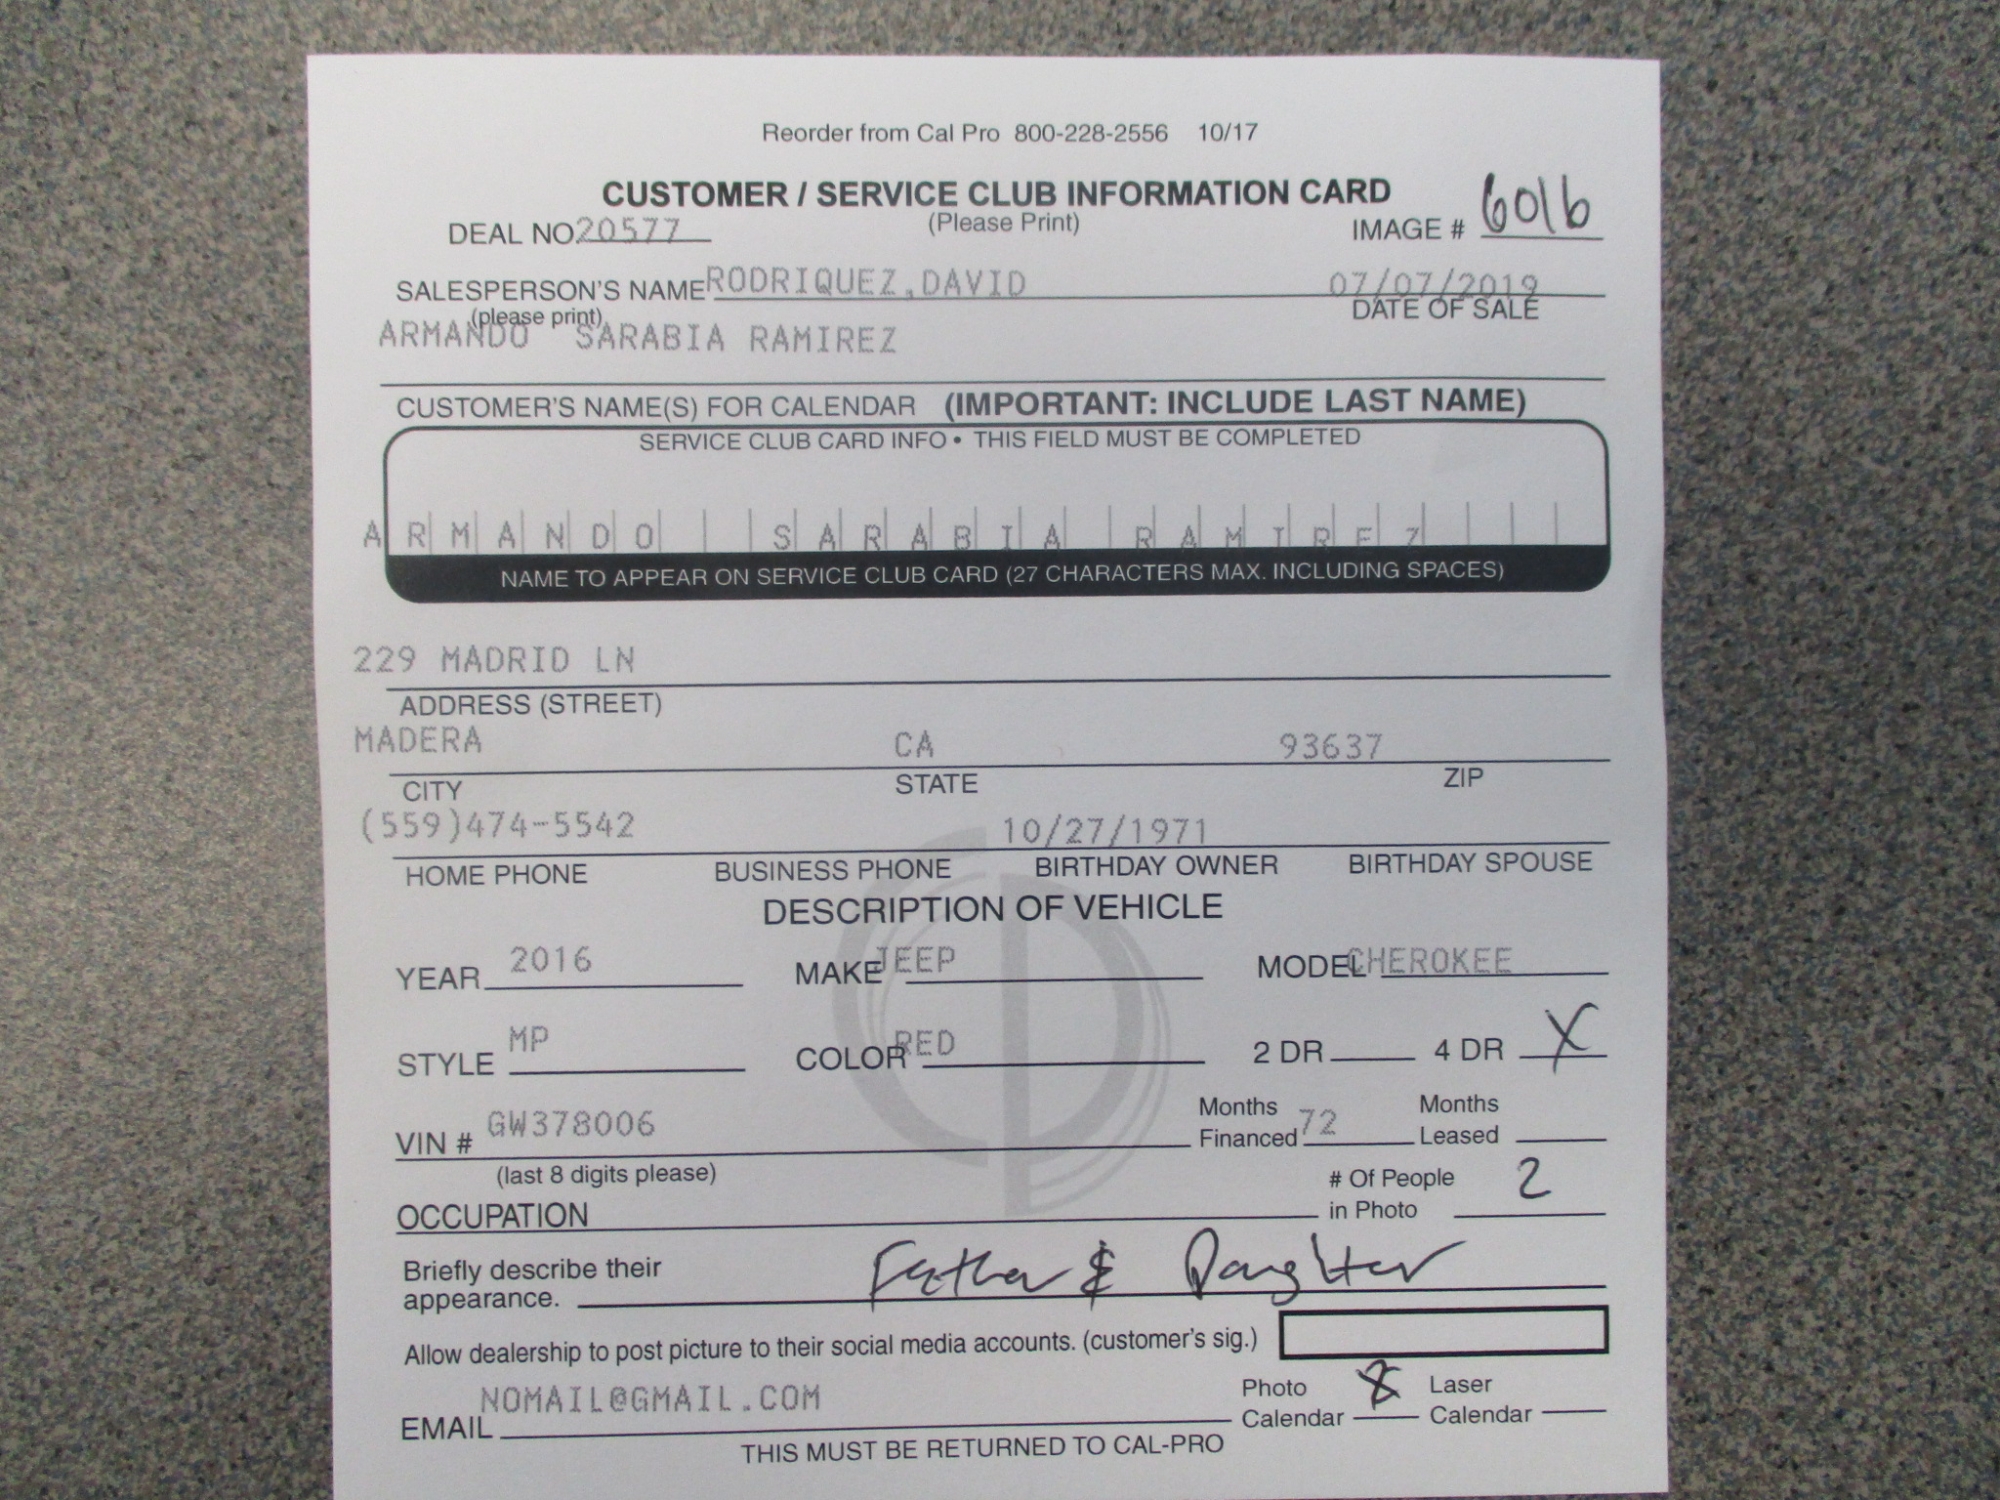 Reorder from Cal Pro 800-228-2556 10/17
CUSTOMER / SERVICE CLUB INFORMATION CARD
(Please Print)
DEAL NO. 20577 IMAGE # 6016
SALESPERSON'S NAME RODRIQUEZ,DAVID 07/07/2019
(please print) DATE OF SALE
ARMANDO SARABIA RAMIREZ
CUSTOMER'S NAME(S) FOR CALENDAR (IMPORTANT: INCLUDE LAST NAME)
SERVICE CLUB CARD INFO • THIS FIELD MUST BE COMPLETED
ARMANDO SARABIA RAMIREZ
NAME TO APPEAR ON SERVICE CLUB CARD (27 CHARACTERS MAX. INCLUDING SPACES)
229 MADRID LN
ADDRESS (STREET)
MADERA CA 93637
CITY STATE ZIP
(559)474-5542 10/27/1971
HOME PHONE BUSINESS PHONE BIRTHDAY OWNER BIRTHDAY SPOUSE
DESCRIPTION OF VEHICLE
YEAR 2016 MAKE JEEP MODEL CHEROKEE
STYLE MP COLOR RED 2 DR 4 DR X
VIN # GW378006 Months Financed 72 Months Leased
(last 8 digits please)
OCCUPATION # Of People in Photo 2
Briefly describe their appearance. Father & Daughter
Allow dealership to post picture to their social media accounts. (customer's sig.)
EMAIL NOMAIL@GMAIL.COM Photo Calendar X Laser Calendar
THIS MUST BE RETURNED TO CAL-PRO